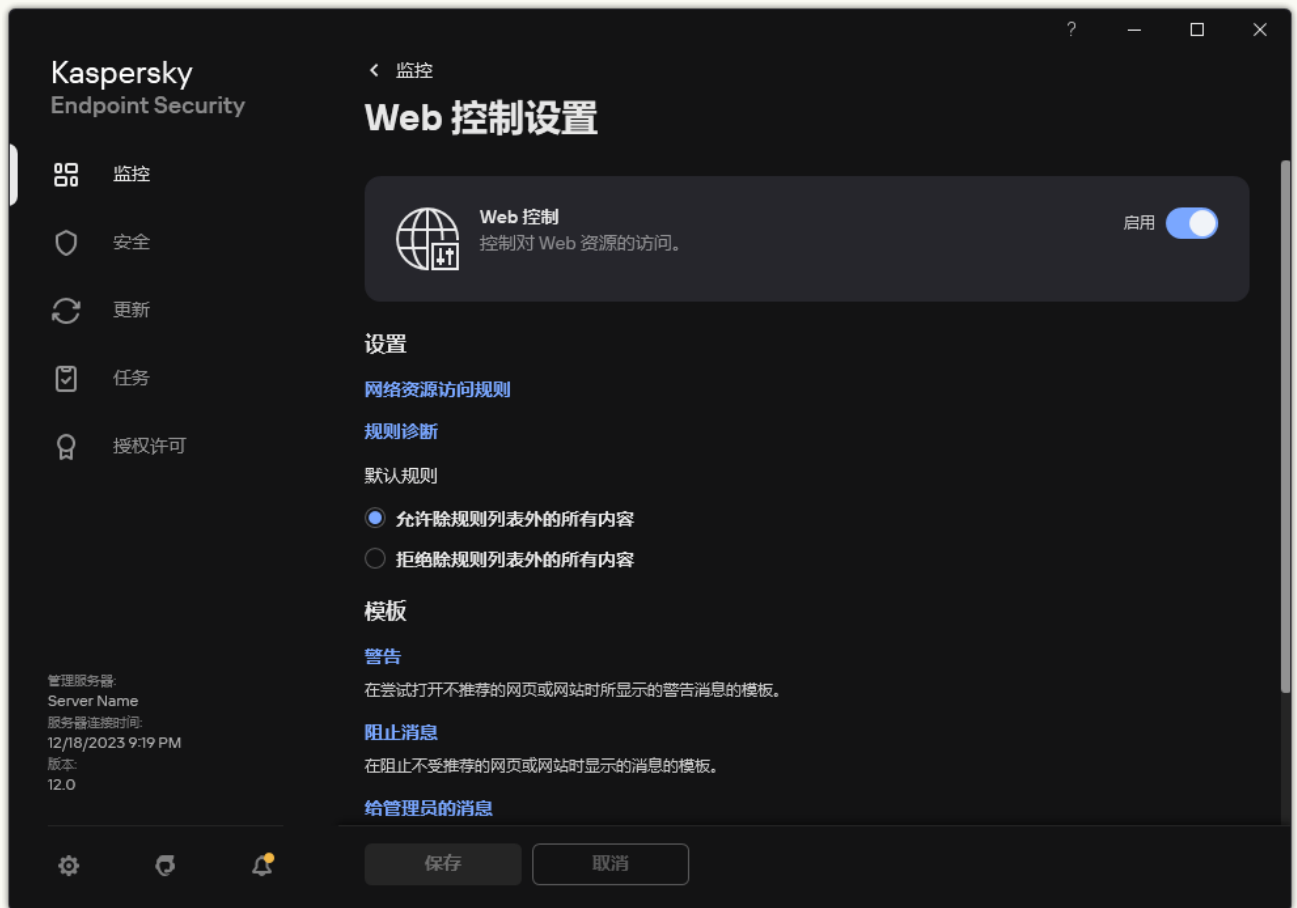 ?
Kaspersky
Endpoint Security
监控
安全
更新
任务
授权许可
管理服务器:
Server Name
服务器连接时间:
12/18/2023 9:19 PM
版本:
12.0
监控
Web 控制设置
Web 控制
控制对 Web 资源的访问。
启用
设置
网络资源访问规则
规则诊断
默认规则
允许除规则列表外的所有内容
拒绝除规则列表外的所有内容
模板
警告
在尝试打开不推荐的网页或网站时所显示的警告消息的模板。
阻止消息
在阻止不受推荐的网页或网站时显示的消息的模板。
给管理员的消息
保存
取消